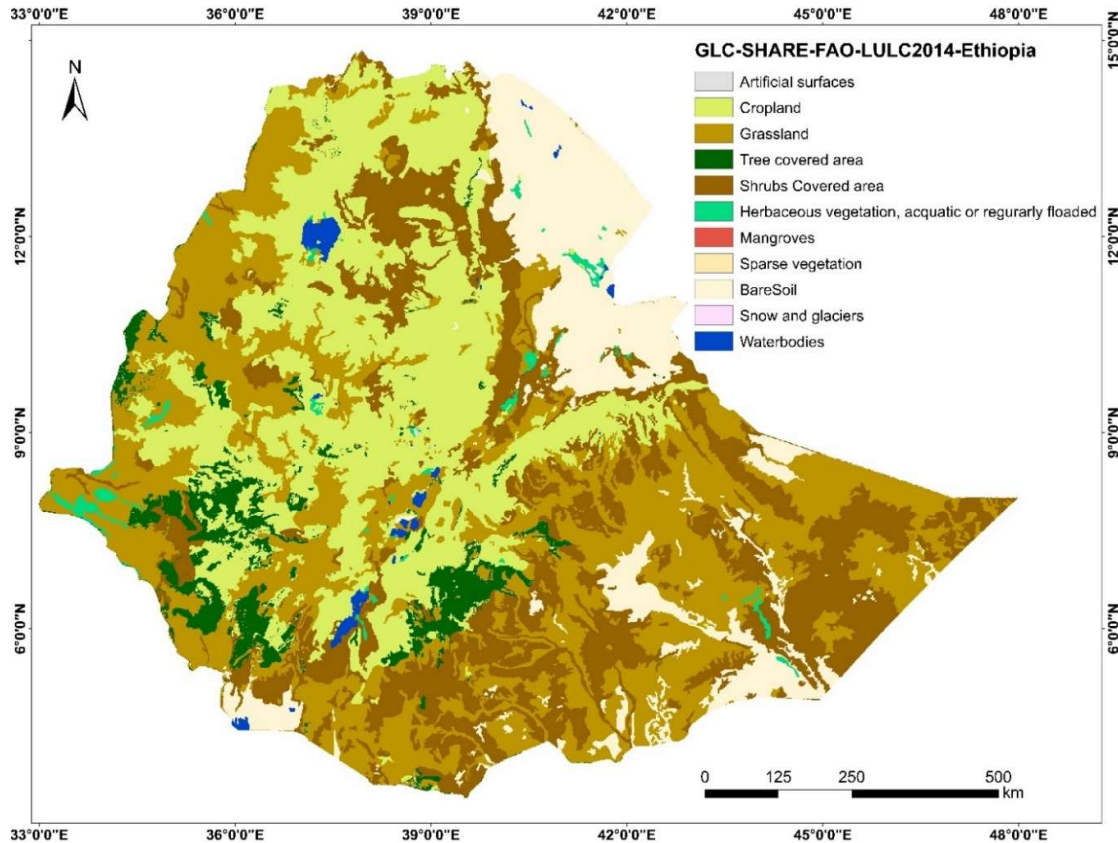 33°0'0"E 36°0'0"E 39°0'0"E 42°0'0"E 45°0'0"E 48°0'0"E
15°0'0"N
N
GLC-SHARE-FAO-LULC2014-Ethiopia
Artificial surfaces
Cropland
Grassland
Tree covered area
Shrubs Covered area
Herbaceous vegetation, acquatic or regurarly floaded
Mangroves
Sparse vegetation
BareSoil
Snow and glaciers
Waterbodies
12°0'0"N 12°0'0"N
9°0'0"N 9°0'0"N
6°0'0"N 6°0'0"N
0 125 250 500
km
33°0'0"E 36°0'0"E 39°0'0"E 42°0'0"E 45°0'0"E 48°0'0"E